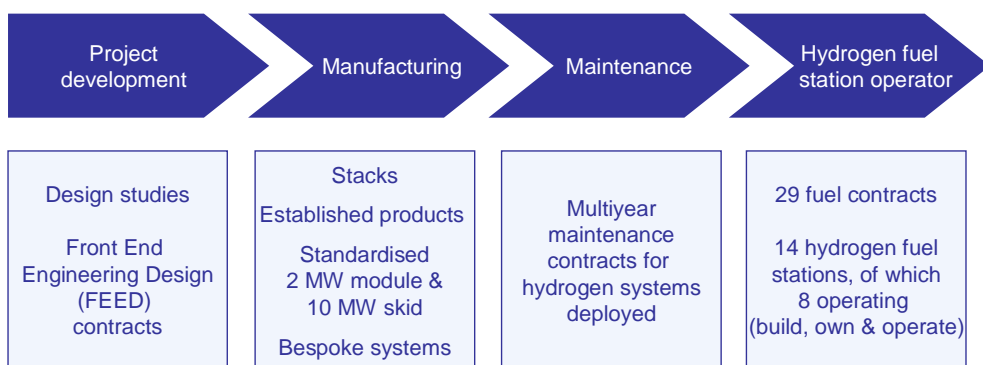 Project
development
Manufacturing
Maintenance
Hydrogen fuel
station operator
Design studies
Front End
Engineering Design
(FEED)
contracts
Stacks
Established products
Standardised
2 MW module &
10 MW skid
Bespoke systems
Multiyear
maintenance
contracts for
hydrogen systems
deployed
29 fuel contracts
14 hydrogen fuel
stations, of which
8 operating
(build, own & operate)